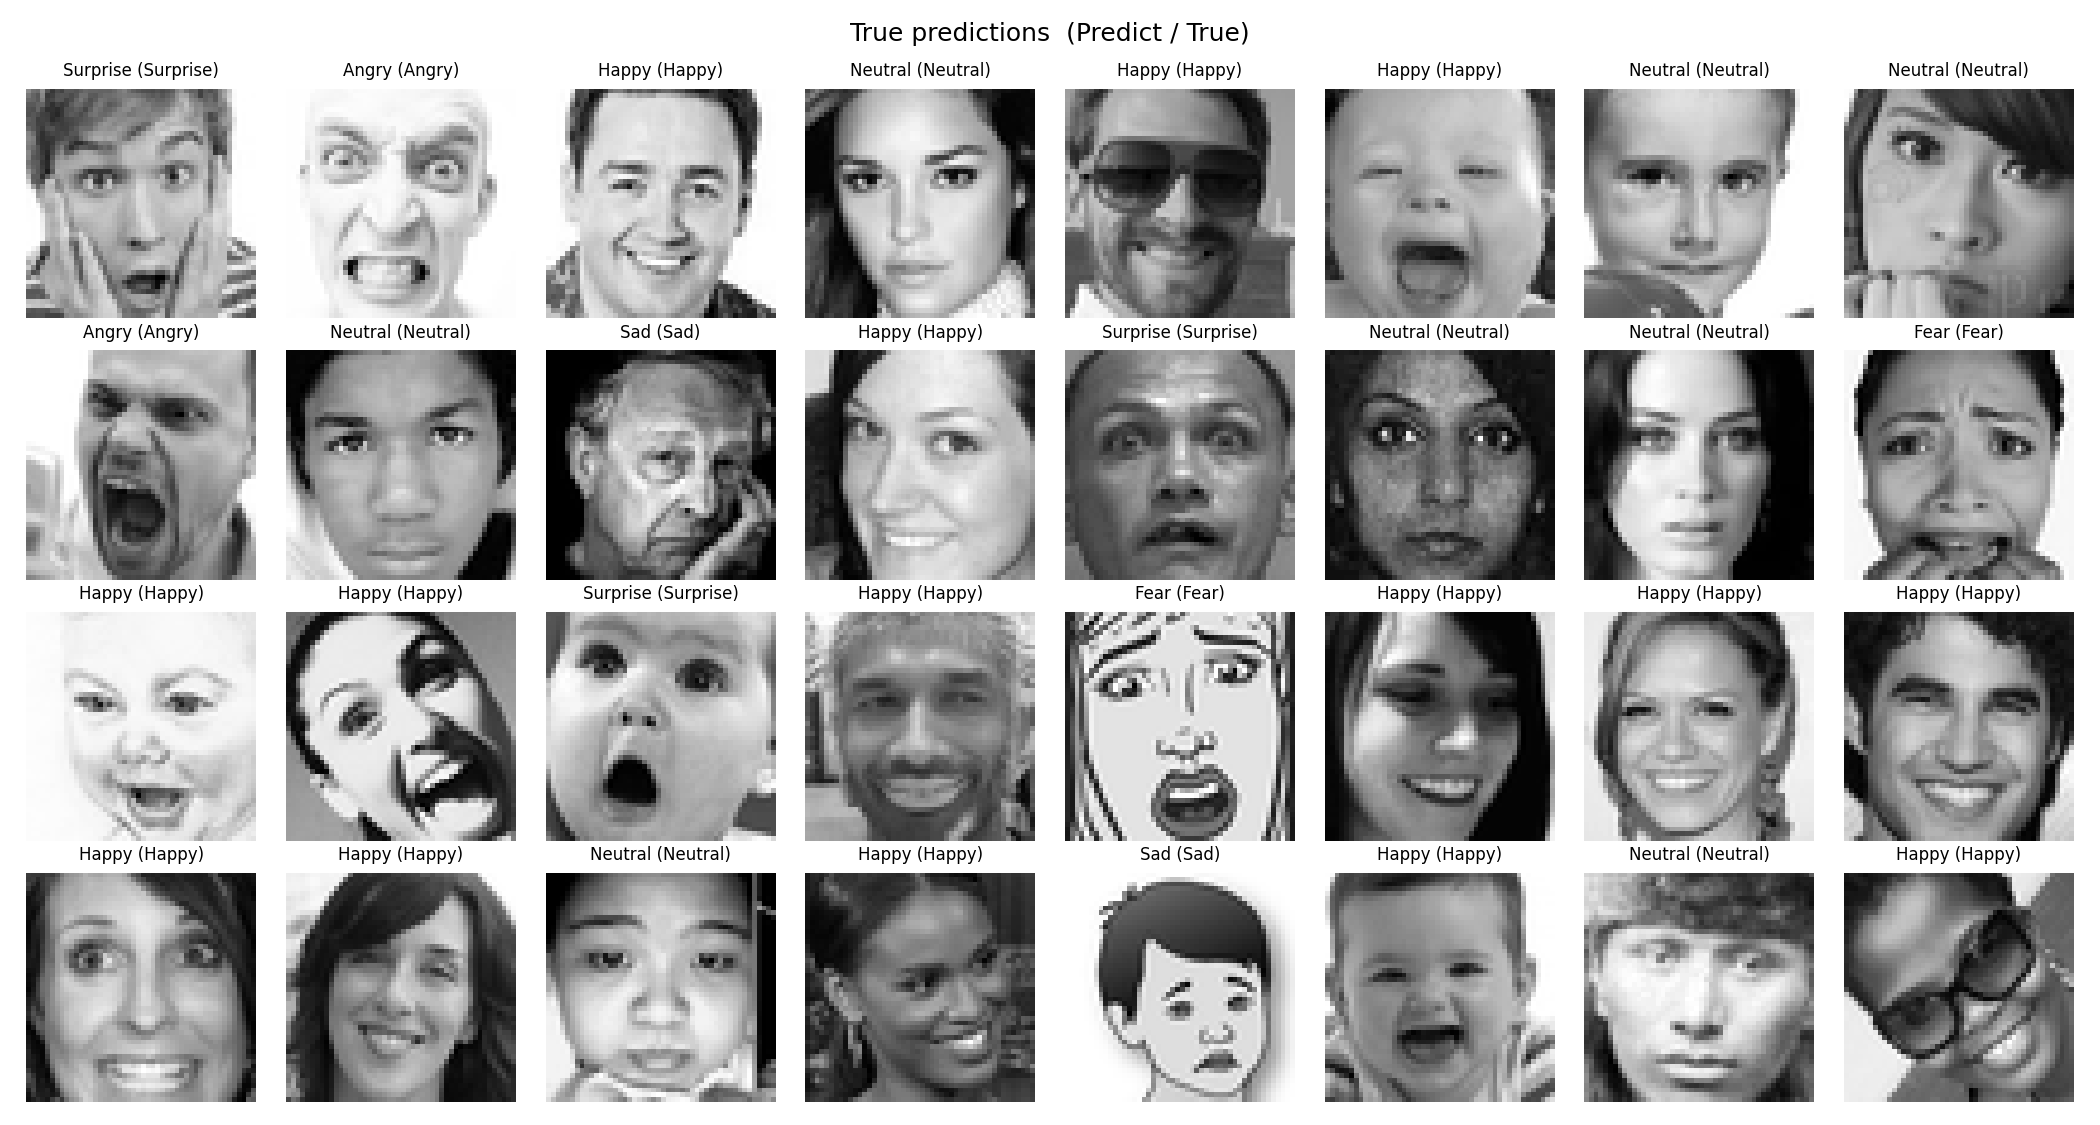 True predictions  (Predict / True)
Surprise (Surprise) Angry (Angry) Happy (Happy) Neutral (Neutral) Happy (Happy) Happy (Happy) Neutral (Neutral) Neutral (Neutral)
Angry (Angry) Neutral (Neutral) Sad (Sad) Happy (Happy) Surprise (Surprise) Neutral (Neutral) Neutral (Neutral) Fear (Fear)
Happy (Happy) Happy (Happy) Surprise (Surprise) Happy (Happy) Fear (Fear) Happy (Happy) Happy (Happy) Happy (Happy)
Happy (Happy) Happy (Happy) Neutral (Neutral) Happy (Happy) Sad (Sad) Happy (Happy) Neutral (Neutral) Happy (Happy)